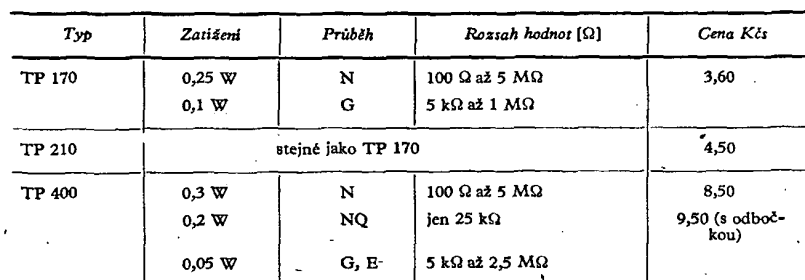 Typ Zatížení Průběh Rozsah hodnot [Ω] Cena Kčs
TP 170 0,25 W N 100 Ω až 5 MΩ 3,60
0,1 W G 5 kΩ až 1 MΩ
TP 210 stejné jako TP 170 4,50
TP 400 0,3 W N 100 Ω až 5 MΩ 8,50
0,2 W NQ jen 25 kΩ 9,50 (s odboč-
kou)
0,05 W G, E- 5 kΩ až 2,5 MΩ